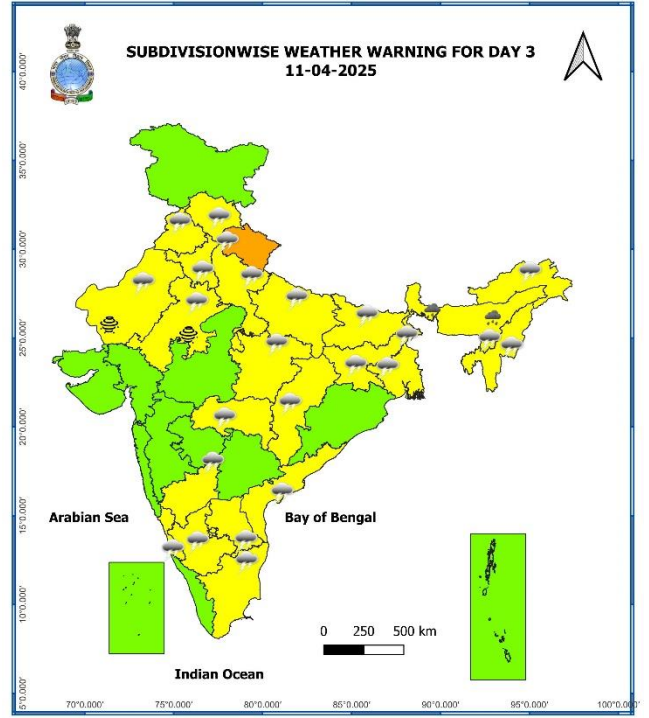 SUBDIVISIONWISE WEATHER WARNING FOR DAY 3
11-04-2025
40°0.000'
35°0.000'
30°0.000'
25°0.000'
20°0.000'
15°0.000'
10°0.000'
5°0.000'
Arabian Sea
Bay of Bengal
0 250 500 km
Indian Ocean
70°0.000' 75°0.000' 80°0.000' 85°0.000' 90°0.000' 95°0.000' 100°0.000'